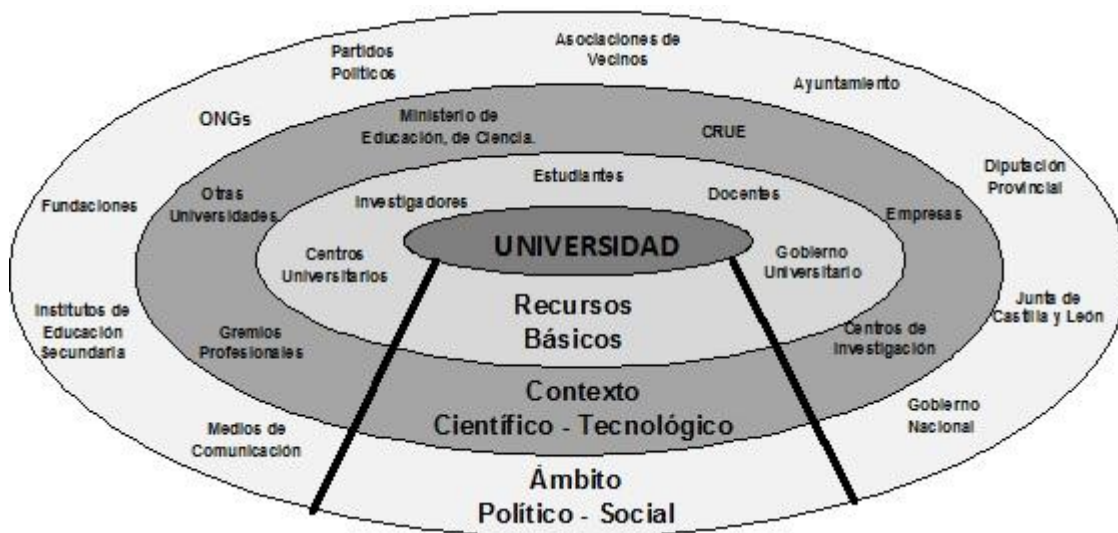 Asociaciones de
Vecinos
Partidos
Políticos
Ayuntamiento
ONGs
Ministerio de
Educación, de Ciencia.
CRUE
Diputación
Provincial
Estudiantes
Otras
Universidades
Investigadores
Docentes
Fundaciones
Empresas
UNIVERSIDAD
Centros
Universitarios
Gobierno
Universitario
Institutos de
Educación
Secundaria
Recursos
Básicos
Junta de
Castilla y León
Gremios
Profesionales
Centros de
Investigación
Contexto
Científico - Tecnológico
Medios de
Comunicación
Gobierno
Nacional
Ámbito
Político - Social